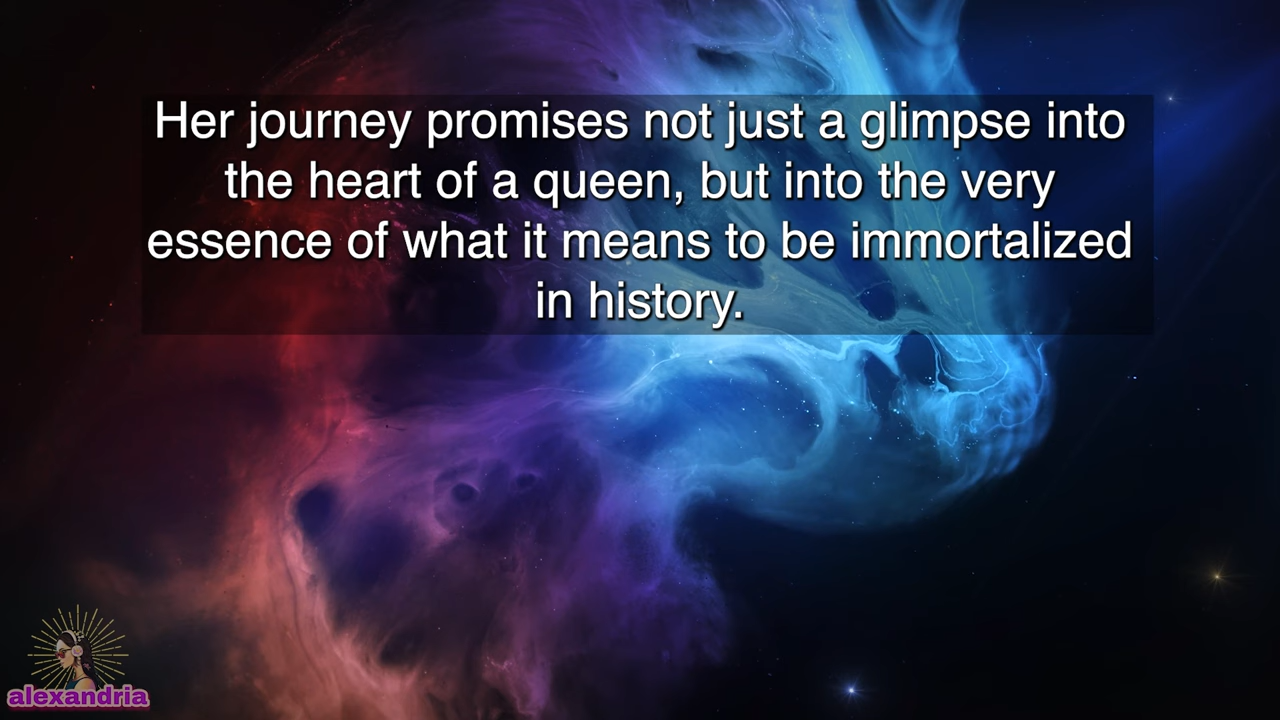 Her journey promises not just a glimpse into
the heart of a queen, but into the very
essence of what it means to be immortalized
in history.
alexandria